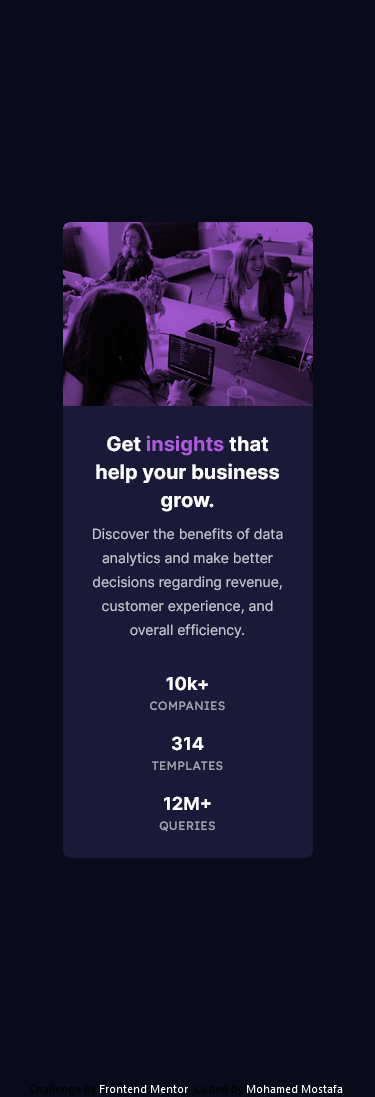 Get insights that
help your business
grow.
Discover the benefits of data
analytics and make better
decisions regarding revenue,
customer experience, and
overall efficiency.
10k+
COMPANIES
314
TEMPLATES
12M+
QUERIES
Challenge by Frontend Mentor. Coded by Mohamed Mostafa